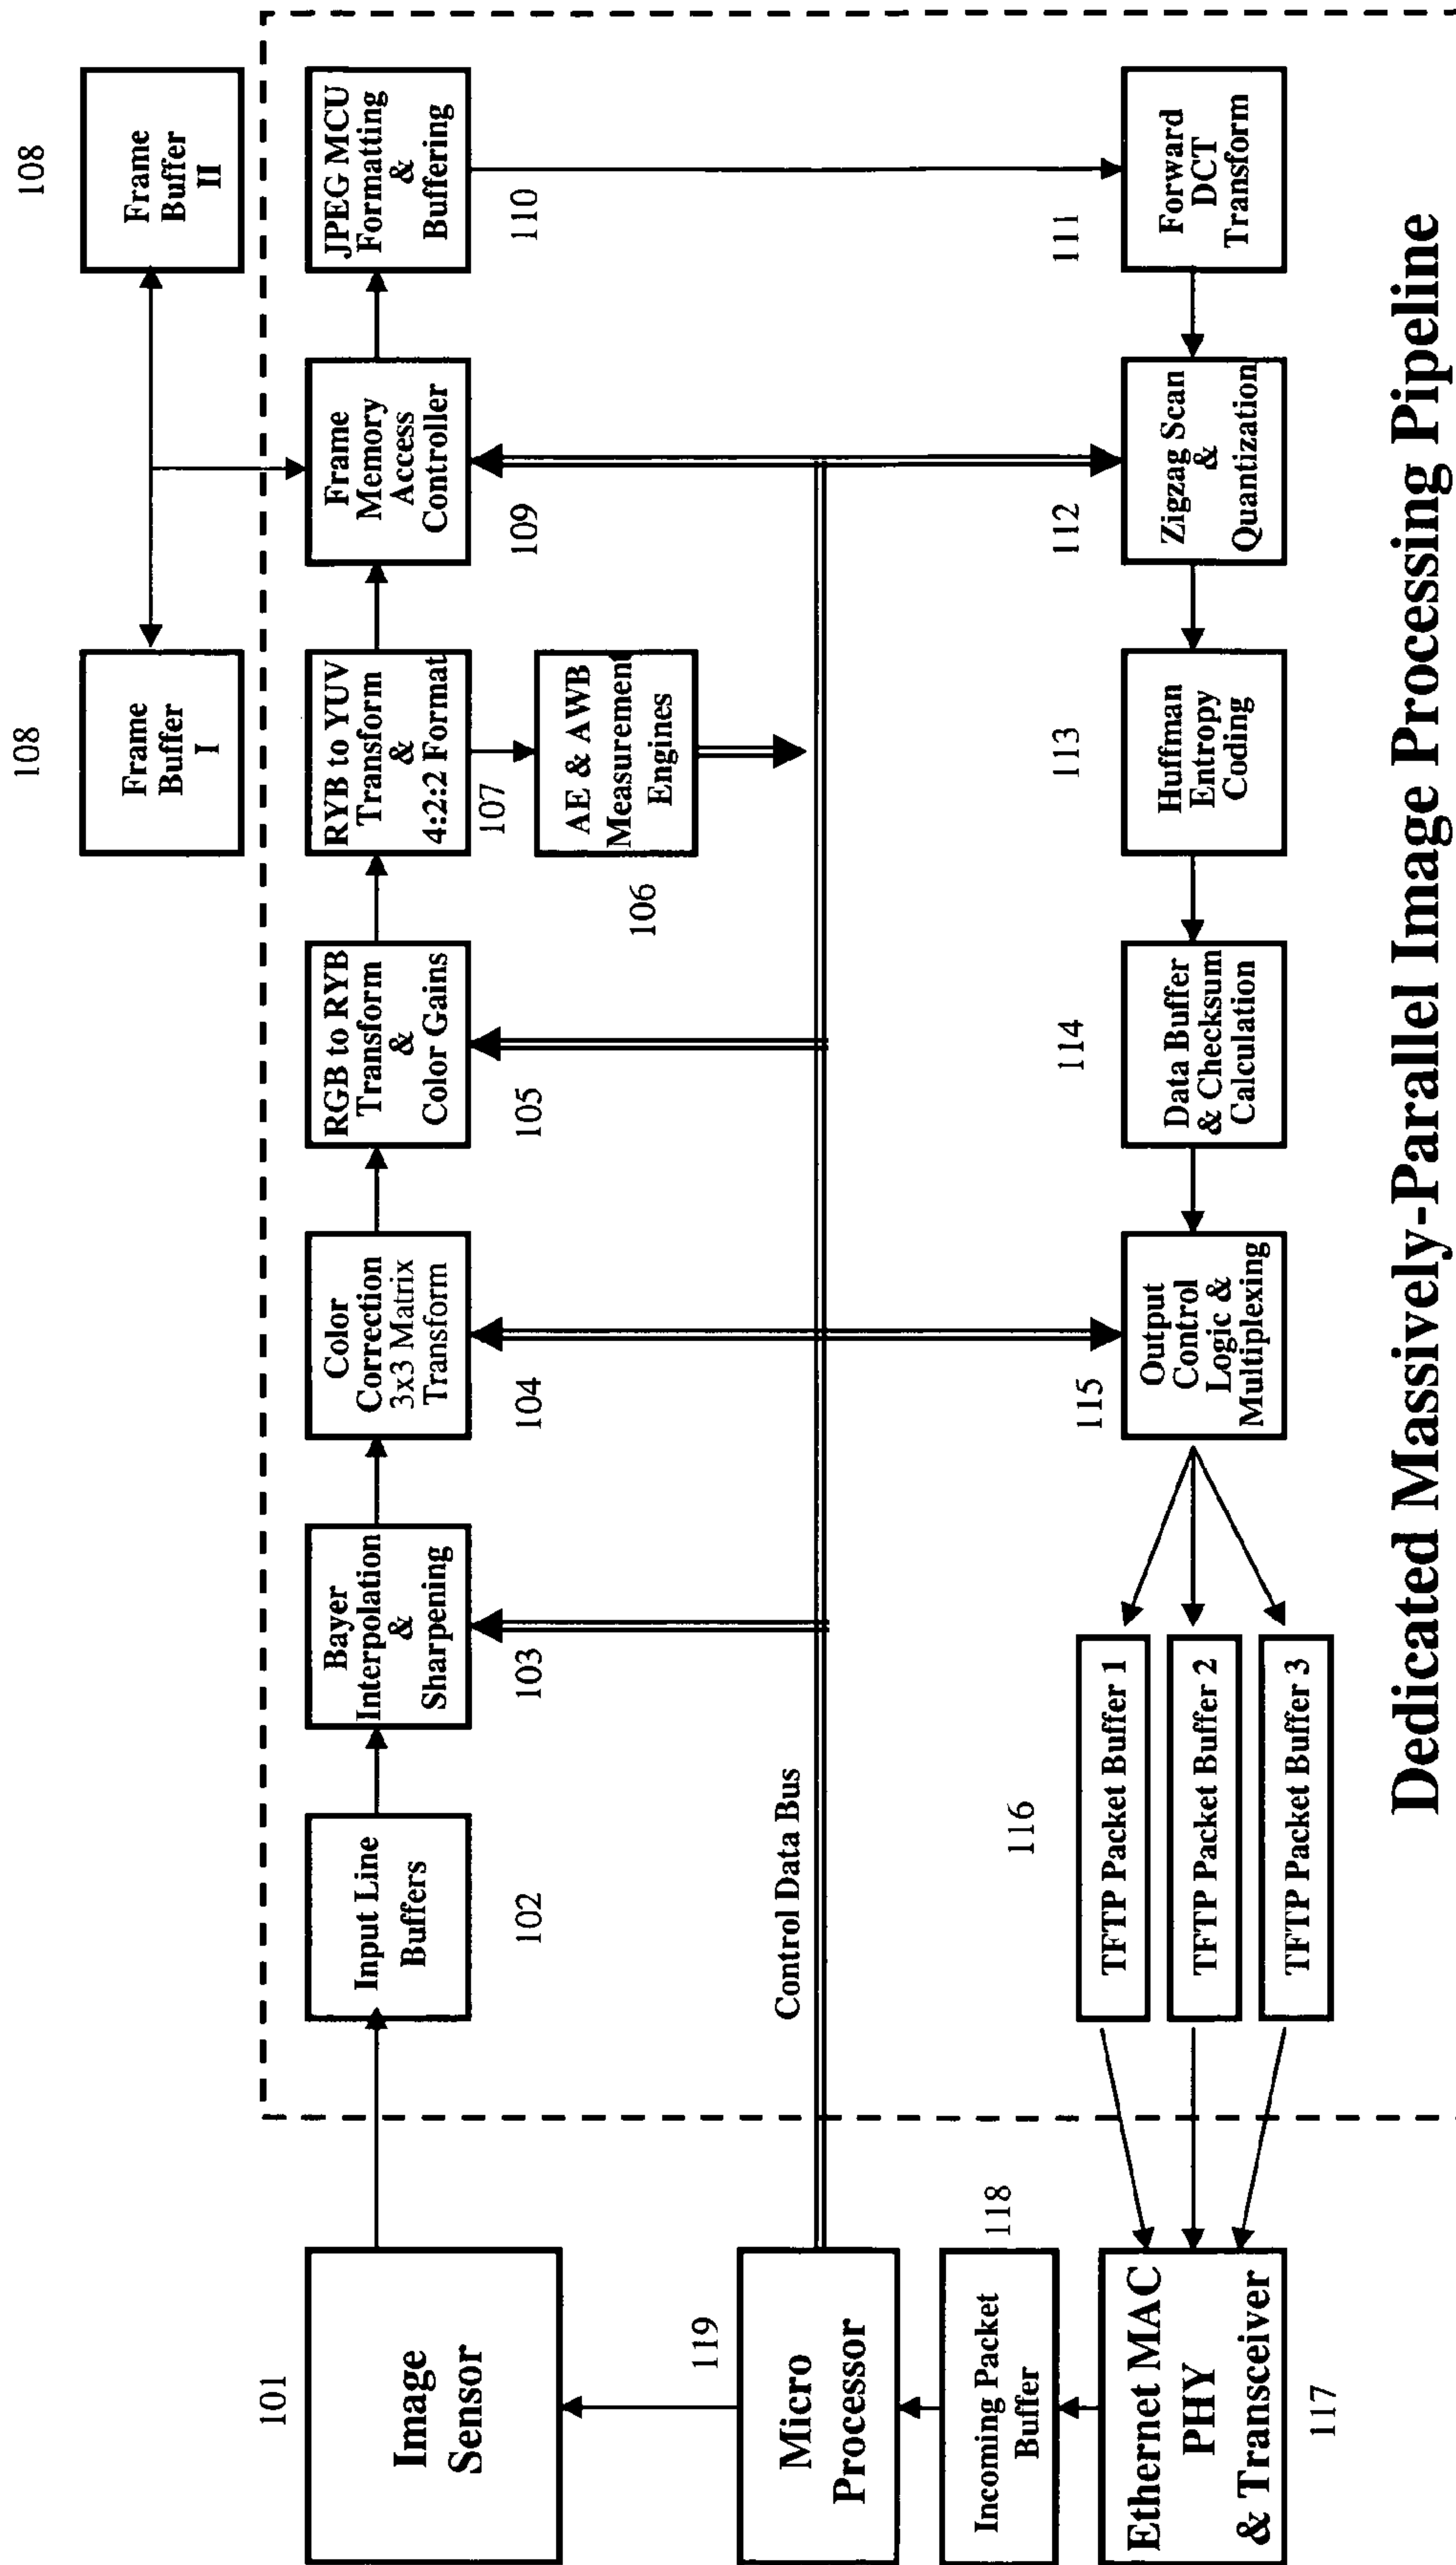 108
Frame
Buffer
I
108
Frame
Buffer
II
101
Image
Sensor
Input Line
Buffers
102
Bayer
Interpolation
&
Sharpening
103
Color
Correction
3x3 Matrix
Transform
104
RGB to RYB
Transform
&
Color Gains
105
RYB to YUV
Transform
&
4:2:2 Format
107
Frame
Memory
Access
Controller
109
JPEG MCU
Formatting
&
Buffering
110
AE & AWB
Measurement
Engines
106
119
Micro
Processor
Control Data Bus
118
Incoming Packet
Buffer
Ethernet MAC
PHY
& Transceiver
117
116
TFTP Packet Buffer 1
TFTP Packet Buffer 2
TFTP Packet Buffer 3
115
Output
Control
Logic &
Multiplexing
114
Data Buffer
& Checksum
Calculation
113
Huffman
Entropy
Coding
112
Zigzag Scan
&
Quantization
111
Forward
DCT
Transform
Dedicated Massively-Parallel Image Processing Pipeline